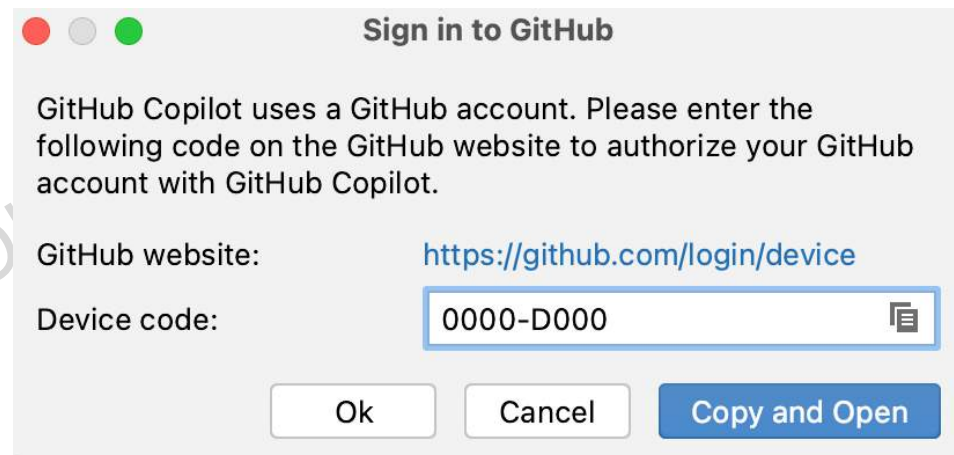 Sign in to GitHub
GitHub Copilot uses a GitHub account. Please enter the
following code on the GitHub website to authorize your GitHub
account with GitHub Copilot.
GitHub website: https://github.com/login/device
Device code: 0000-D000
Ok Cancel Copy and Open